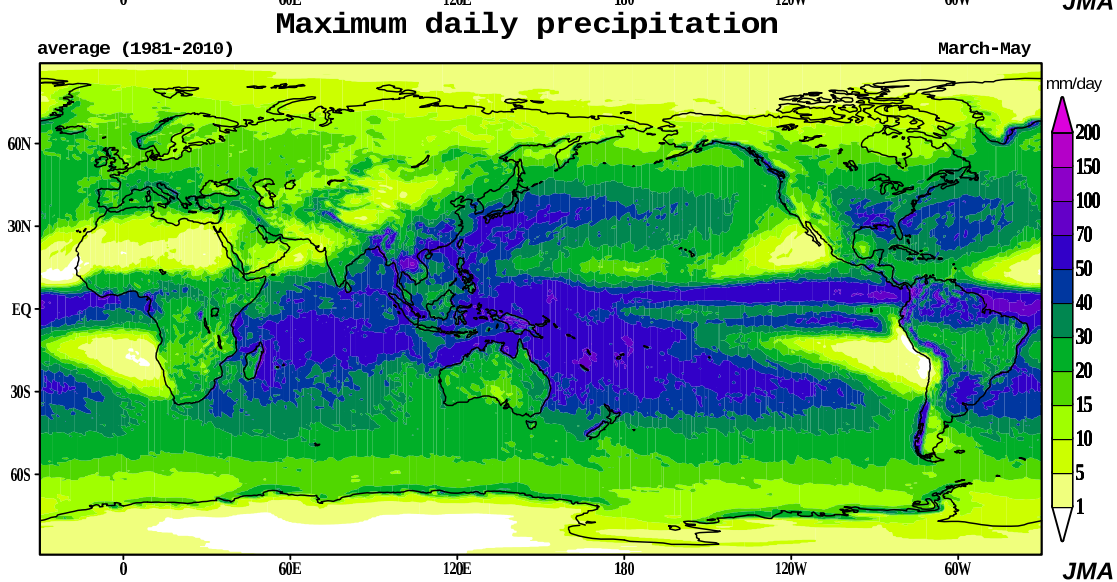 0 60E 120E 180 120W 60W JMA
Maximum daily precipitation
average (1981-2010) March-May
mm/day
200
60N
150
100
30N
70
50
EQ
40
30
20
30S
15
10
60S
5
1
0 60E 120E 180 120W 60W
JMA